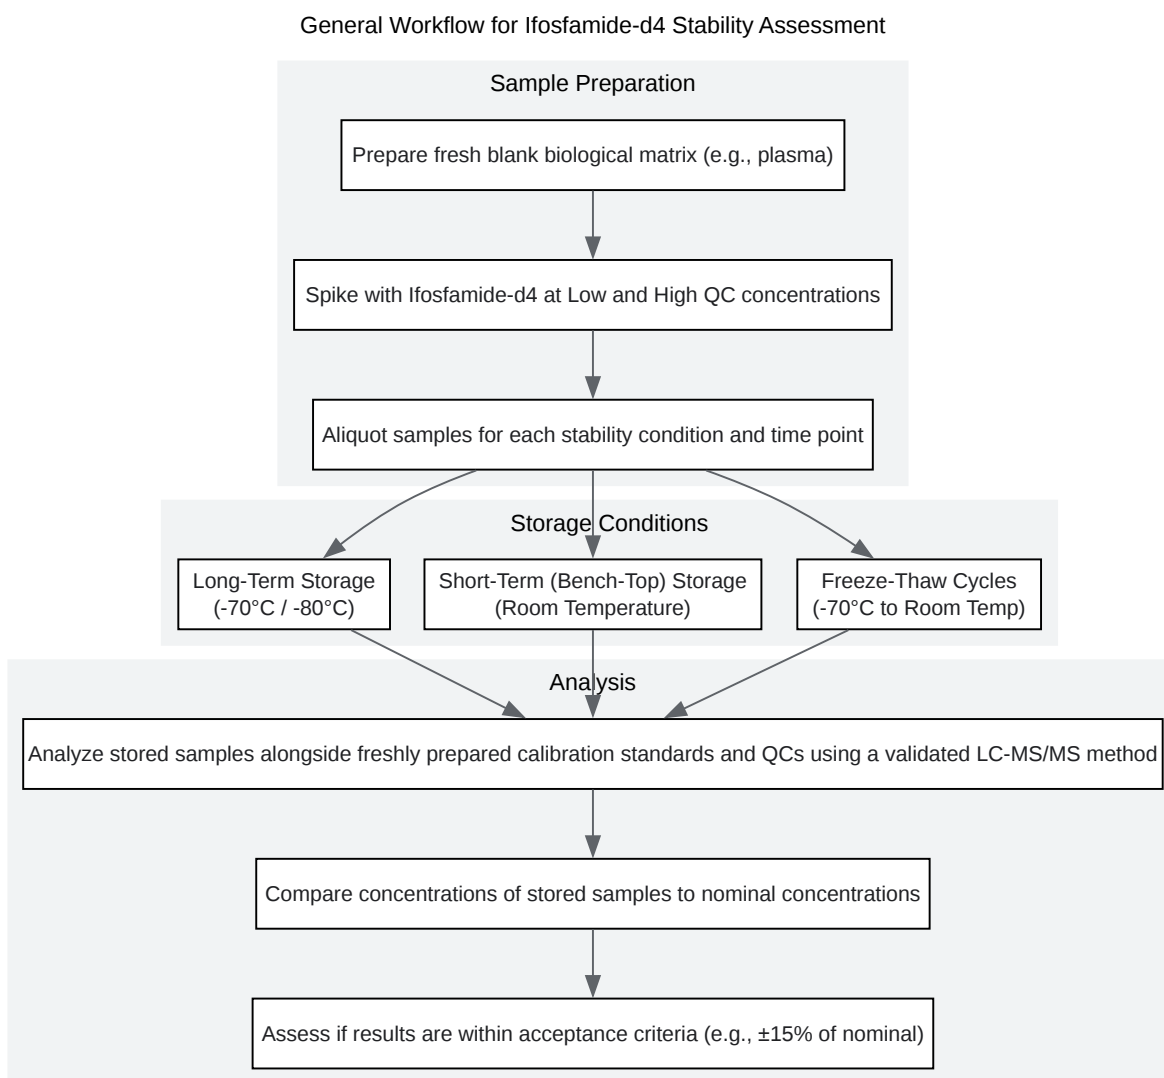 General Workflow for Ifosfamide-d4 Stability Assessment
Sample Preparation
Prepare fresh blank biological matrix (e.g., plasma)
Spike with Ifosfamide-d4 at Low and High QC concentrations
Aliquot samples for each stability condition and time point
Storage Conditions
Long-Term Storage
(-70°C / -80°C)
Short-Term (Bench-Top) Storage
(Room Temperature)
Freeze-Thaw Cycles
(-70°C to Room Temp)
Analysis
Analyze stored samples alongside freshly prepared calibration standards and QCs using a validated LC-MS/MS method
Compare concentrations of stored samples to nominal concentrations
Assess if results are within acceptance criteria (e.g., ±15% of nominal)